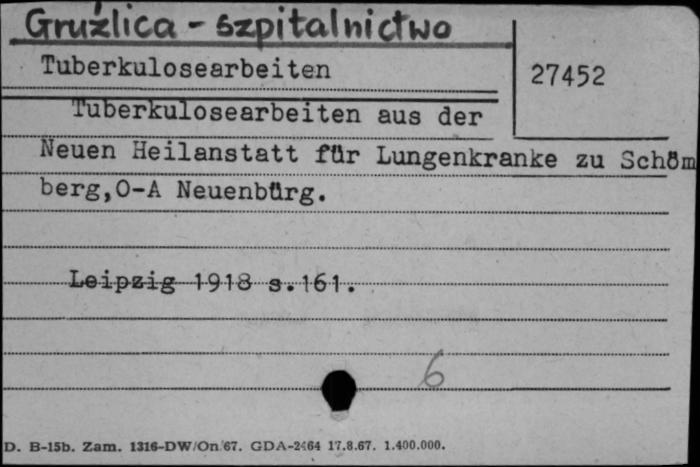 Gruźlica - szpitalnictwo
Tuberkulosearbeiten
27452
Tuberkulosearbeiten aus der
Neuen Heilanstatt für Lungenkranke zu Schöm
berg,O-A Neuenbürg.
Leipzig 1918 s.161.
6
D. B-15b. Zam. 1316-DW/On/67. GDA-2464 17.8.67. 1.400.000.